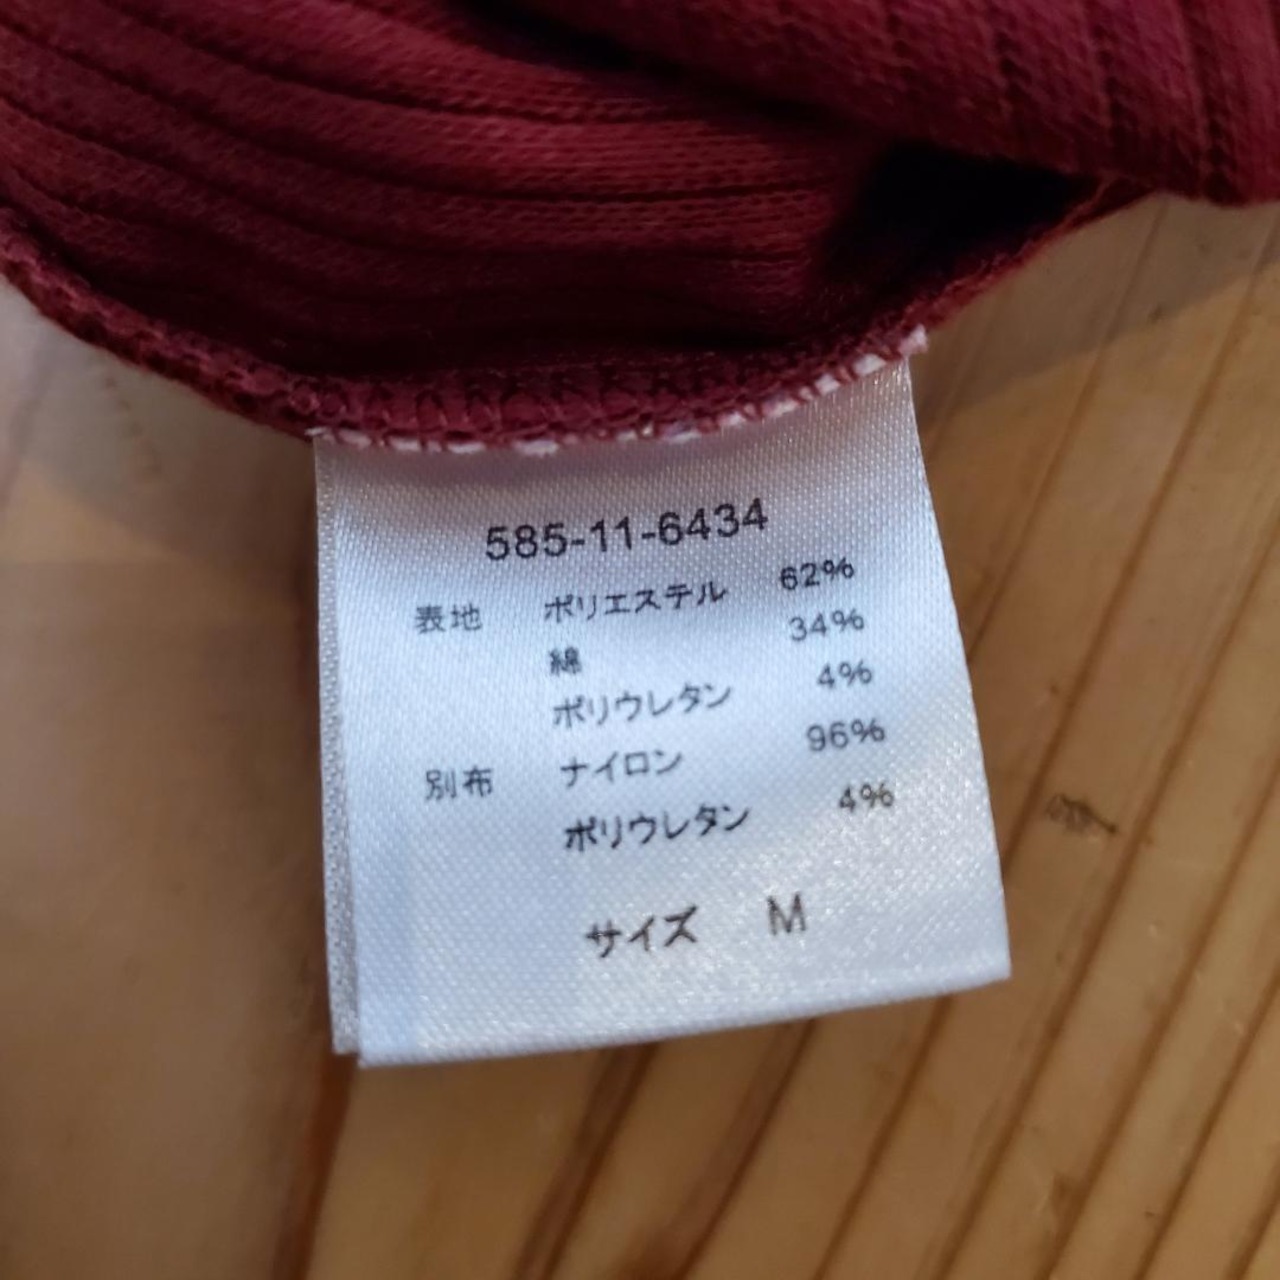 585-11-6434
表地 ポリエステル 62%
綿 34%
ポリウレタン 4%
別布 ナイロン 96%
ポリウレタン 4%
サイズ M